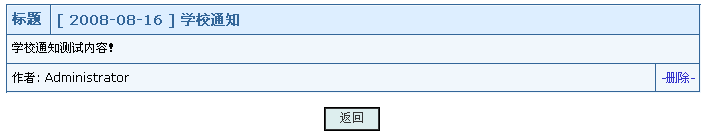 标题 [ 2008-08-16 ] 学校通知
学校通知测试内容!
作者: Administrator -删除-
返回